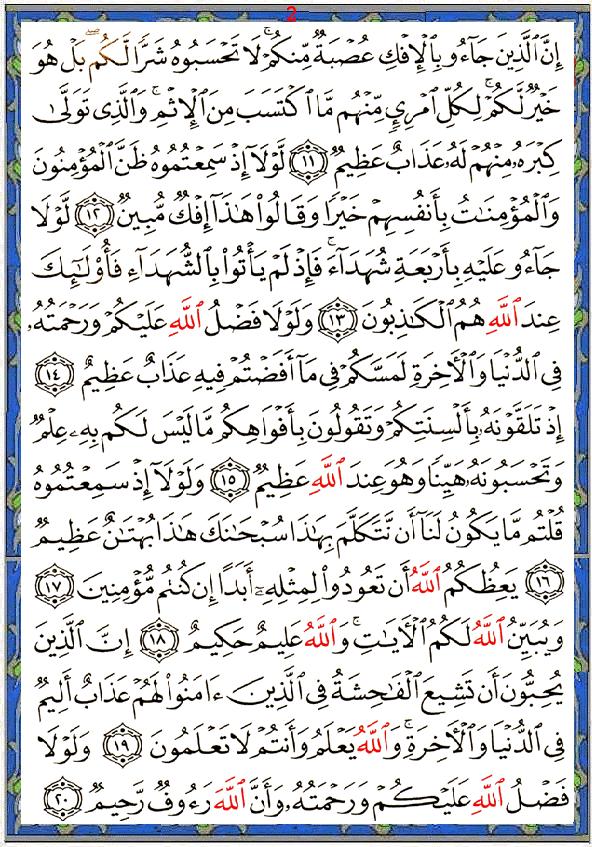 2
إِنَّ ٱلَّذِينَ جَآءُو بِٱلْإِفْكِ عُصْبَةٌ مِّنكُمْ ۚ لَا تَحْسَبُوهُ شَرًّا لَّكُم ۖ بَلْ هُوَ
خَيْرٌ لَّكُمْ ۚ لِكُلِّ ٱمْرِئٍ مِّنْهُم مَّا ٱكْتَسَبَ مِنَ ٱلْإِثْمِ ۚ وَٱلَّذِى تَوَلَّىٰ
كِبْرَهُۥ مِنْهُمْ لَهُۥ عَذَابٌ عَظِيمٌ ١١ لَّوْلَآ إِذْ سَمِعْتُمُوهُ ظَنَّ ٱلْمُؤْمِنُونَ
وَٱلْمُؤْمِنَٰتُ بِأَنفُسِهِمْ خَيْرًا وَقَالُوا۟ هَٰذَآ إِفْكٌ مُّبِينٌ ١٢ لَّوْلَا
جَآءُو عَلَيْهِ بِأَرْبَعَةِ شُهَدَآءَ ۚ فَإِذْ لَمْ يَأْتُوا۟ بِٱلشُّهَدَآءِ فَأُو۟لَٰٓئِكَ
عِندَ ٱللَّهِ هُمُ ٱلْكَٰذِبُونَ ١٣ وَلَوْلَا فَضْلُ ٱللَّهِ عَلَيْكُمْ وَرَحْمَتُهُۥ
فِى ٱلدُّنْيَا وَٱلْءَاخِرَةِ لَمَسَّكُمْ فِى مَآ أَفَضْتُمْ فِيهِ عَذَابٌ عَظِيمٌ ١٤
إِذْ تَلَقَّوْنَهُۥ بِأَلْسِنَتِكُمْ وَتَقُولُونَ بِأَفْوَاهِكُم مَّا لَيْسَ لَكُم بِهِۦ عِلْمٌ
وَتَحْسَبُونَهُۥ هَيِّنًا وَهُوَ عِندَ ٱللَّهِ عَظِيمٌ ١٥ وَلَوْلَآ إِذْ سَمِعْتُمُوهُ
قُلْتُم مَّا يَكُونُ لَنَآ أَن نَّتَكَلَّمَ بِهَٰذَا سُبْحَٰنَكَ هَٰذَا بُهْتَٰنٌ عَظِيمٌ
١٦ يَعِظُكُمُ ٱللَّهُ أَن تَعُودُوا۟ لِمِثْلِهِۦٓ أَبَدًا إِن كُنتُم مُّؤْمِنِينَ ١٧
وَيُبَيِّنُ ٱللَّهُ لَكُمُ ٱلْءَايَٰتِ ۚ وَٱللَّهُ عَلِيمٌ حَكِيمٌ ١٨ إِنَّ ٱلَّذِينَ
يُحِبُّونَ أَن تَشِيعَ ٱلْفَٰحِشَةُ فِى ٱلَّذِينَ ءَامَنُوا۟ لَهُمْ عَذَابٌ أَلِيمٌ
فِى ٱلدُّنْيَا وَٱلْءَاخِرَةِ ۚ وَٱللَّهُ يَعْلَمُ وَأَنتُمْ لَا تَعْلَمُونَ ١٩ وَلَوْلَا
فَضْلُ ٱللَّهِ عَلَيْكُمْ وَرَحْمَتُهُۥ وَأَنَّ ٱللَّهَ رَءُوفٌ رَّحِيمٌ ٢٠